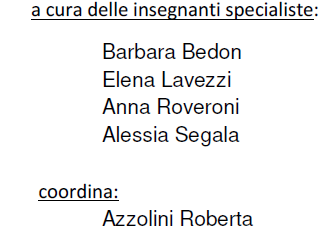 a cura delle insegnanti specialiste:
Barbara Bedon
Elena Lavezzi
Anna Roveroni
Alessia Segala
coordina:
Azzolini Roberta